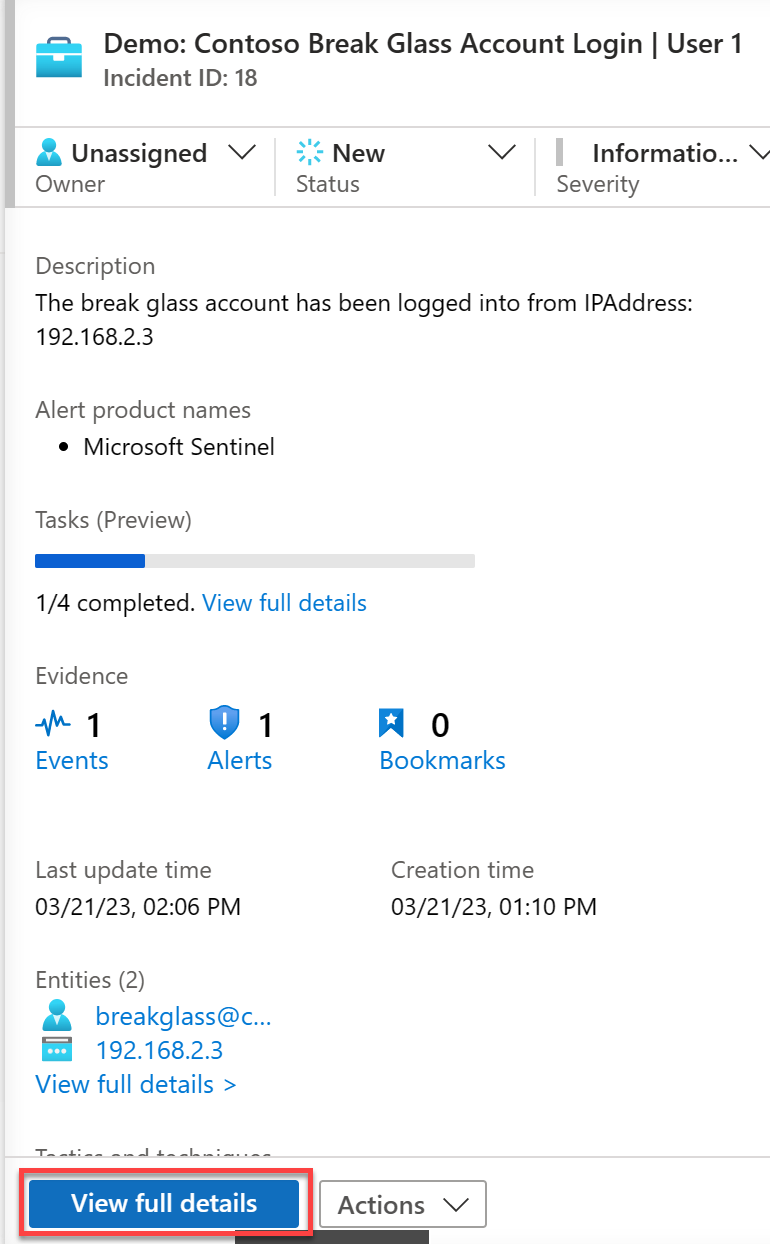 Demo: Contoso Break Glass Account Login | User 1
Incident ID: 18
Unassigned
Owner
New
Status
Informatio...
Severity
Description
The break glass account has been logged into from IPAddress:
192.168.2.3
Alert product names
• Microsoft Sentinel
Tasks (Preview)
1/4 completed. View full details
Evidence
1 1 0
Events Alerts Bookmarks
Last update time Creation time
03/21/23, 02:06 PM 03/21/23, 01:10 PM
Entities (2)
breakglass@c...
192.168.2.3
View full details >
Tactics and techniques
View full details Actions